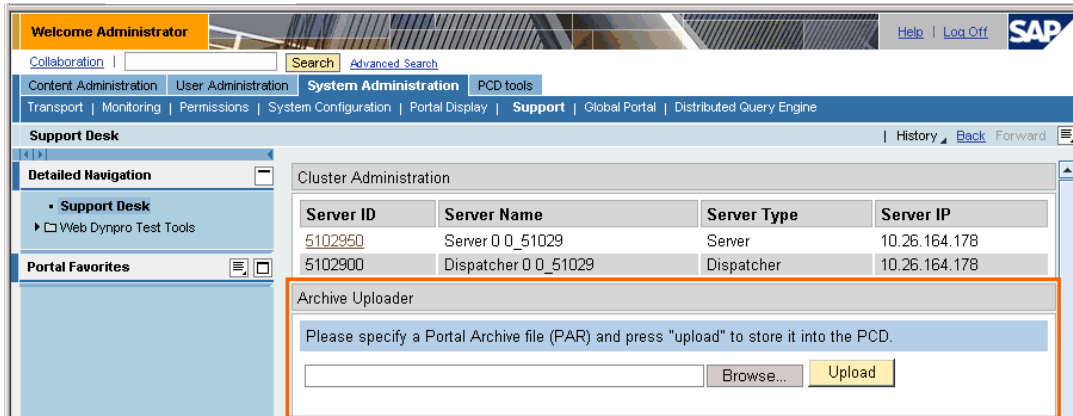 Welcome Administrator
Help | Log Off
SAP
Collaboration |
Search Advanced Search
Content Administration User Administration System Administration PCD tools
Transport | Monitoring | Permissions | System Configuration | Portal Display | Support | Global Portal | Distributed Query Engine
Support Desk
| History Back Forward
Detailed Navigation
Support Desk
Web Dynpro Test Tools
Portal Favorites
Cluster Administration
Server ID Server Name Server Type Server IP
5102950 Server 0 0_51029 Server 10.26.164.178
5102900 Dispatcher 0 0_51029 Dispatcher 10.26.164.178
Archive Uploader
Please specify a Portal Archive file (PAR) and press "upload" to store it into the PCD.
Browse... Upload